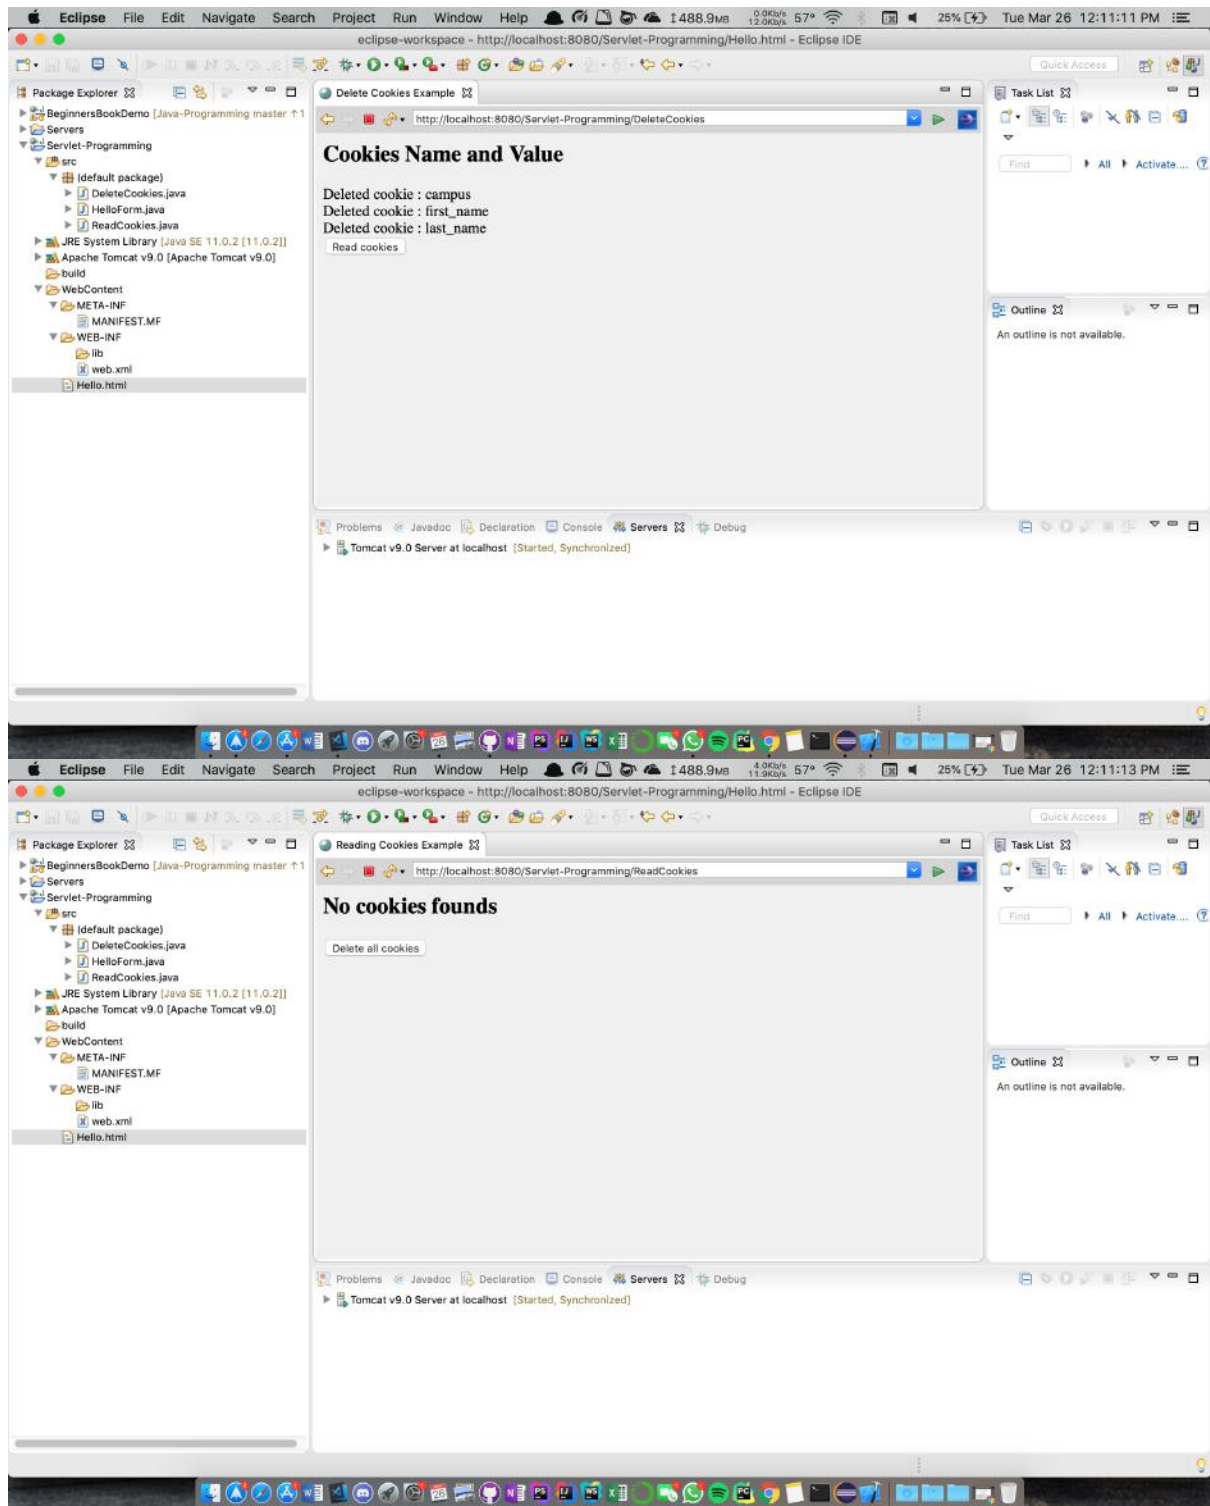 Eclipse File Edit Navigate Search Project Run Window Help 488.9MB 0.0Kb/s 12.0Kb/s 57° 25% Tue Mar 26 12:11:11 PM
eclipse-workspace - http://localhost:8080/Servlet-Programming/Hello.html - Eclipse IDE
Quick Access
Package Explorer
BeginnersBookDemo [Java-Programming master ↑1
Servers
Servlet-Programming
src
(default package)
DeleteCookies.java
HelloForm.java
ReadCookies.java
JRE System Library [Java SE 11.0.2 [11.0.2]]
Apache Tomcat v9.0 [Apache Tomcat v9.0]
build
WebContent
META-INF
MANIFEST.MF
WEB-INF
lib
web.xml
Hello.html
Delete Cookies Example
http://localhost:8080/Servlet-Programming/DeleteCookies
Cookies Name and Value
Deleted cookie : campus
Deleted cookie : first_name
Deleted cookie : last_name
Read cookies
Task List
Find All Activate....
Outline
An outline is not available.
Problems Javadoc Declaration Console Servers Debug
Tomcat v9.0 Server at localhost [Started, Synchronized]
Eclipse File Edit Navigate Search Project Run Window Help 488.9MB 4.0Kb/s 11.9Kb/s 57° 25% Tue Mar 26 12:11:13 PM
eclipse-workspace - http://localhost:8080/Servlet-Programming/Hello.html - Eclipse IDE
Quick Access
Package Explorer
BeginnersBookDemo [Java-Programming master ↑1
Servers
Servlet-Programming
src
(default package)
DeleteCookies.java
HelloForm.java
ReadCookies.java
JRE System Library [Java SE 11.0.2 [11.0.2]]
Apache Tomcat v9.0 [Apache Tomcat v9.0]
build
WebContent
META-INF
MANIFEST.MF
WEB-INF
lib
web.xml
Hello.html
Reading Cookies Example
http://localhost:8080/Servlet-Programming/ReadCookies
No cookies founds
Delete all cookies
Task List
Find All Activate....
Outline
An outline is not available.
Problems Javadoc Declaration Console Servers Debug
Tomcat v9.0 Server at localhost [Started, Synchronized]